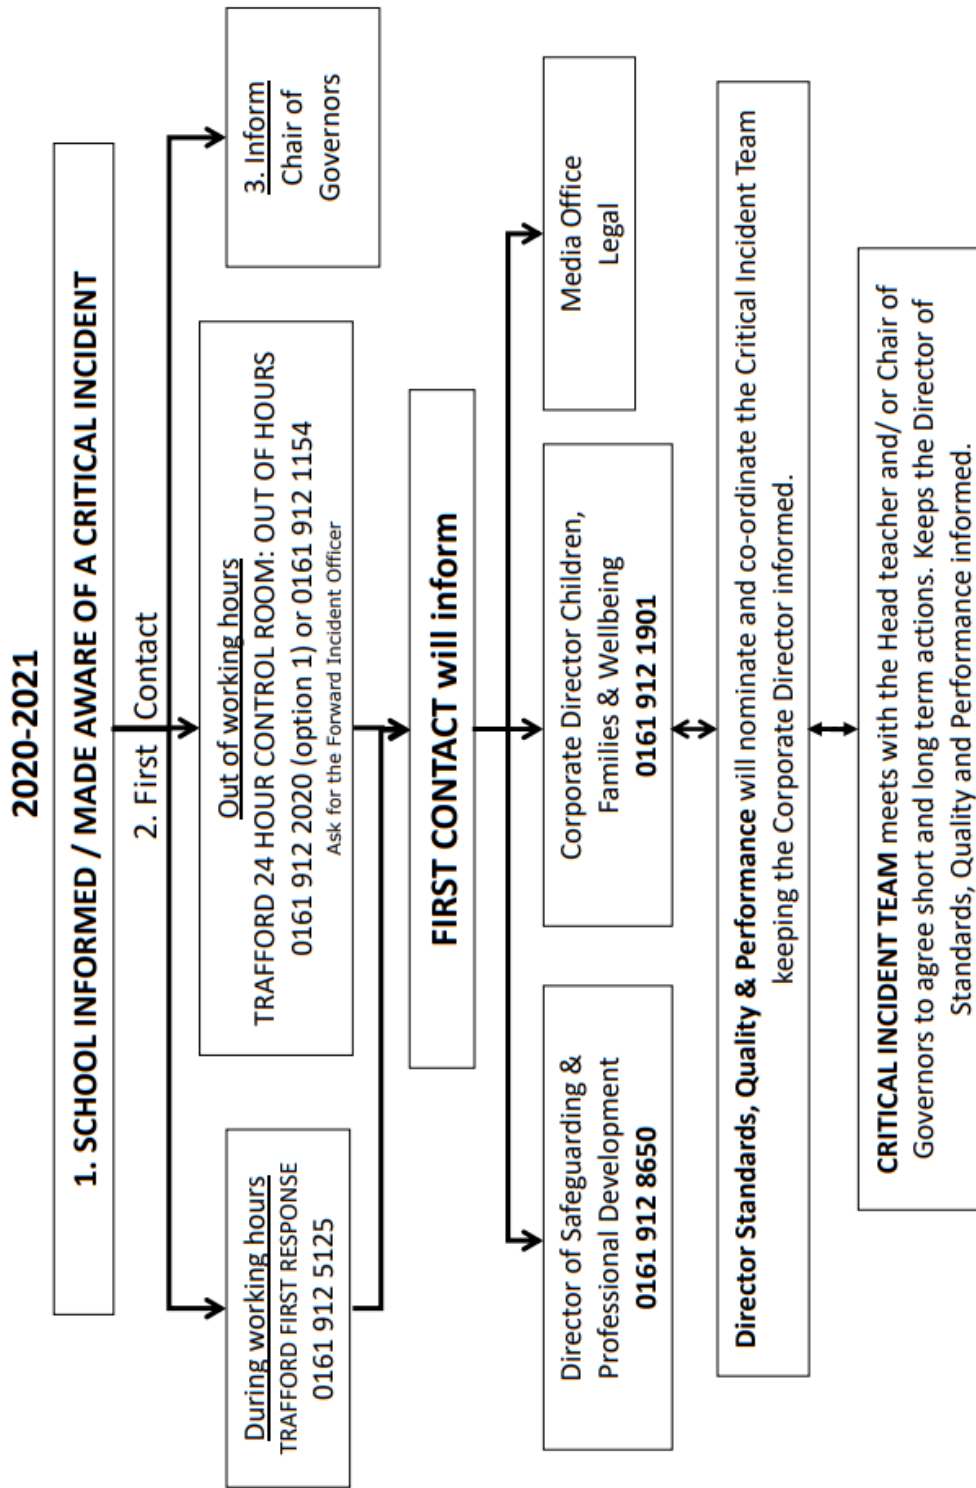 2020-2021
1. SCHOOL INFORMED / MADE AWARE OF A CRITICAL INCIDENT
2. First Contact
During working hours
TRAFFORD FIRST RESPONSE
0161 912 5125
Out of working hours
TRAFFORD 24 HOUR CONTROL ROOM: OUT OF HOURS
0161 912 2020 (option 1) or 0161 912 1154
Ask for the Forward Incident Officer
3. Inform
Chair of
Governors
FIRST CONTACT will inform
Director of Safeguarding &
Professional Development
0161 912 8650
Corporate Director Children,
Families & Wellbeing
0161 912 1901
Media Office
Legal
Director Standards, Quality & Performance will nominate and co-ordinate the Critical Incident Team
keeping the Corporate Director informed.
CRITICAL INCIDENT TEAM meets with the Head teacher and/ or Chair of
Governors to agree short and long term actions. Keeps the Director of
Standards, Quality and Performance informed.